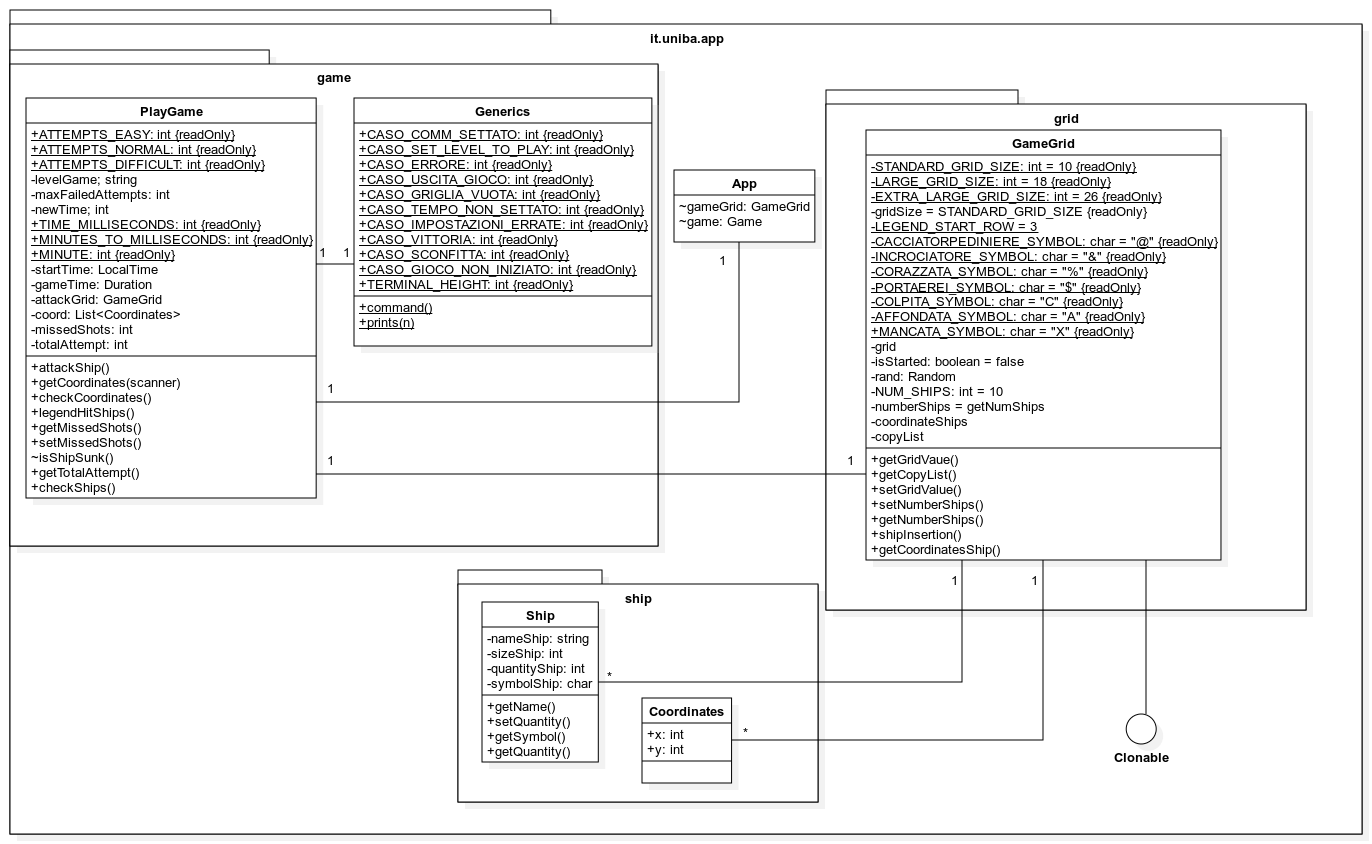 it.uniba.app
game
PlayGame
+ATTEMPTS_EASY: int {readOnly}
+ATTEMPTS_NORMAL: int {readOnly}
+ATTEMPTS_DIFFICULT: int {readOnly}
-levelGame; string
-maxFailedAttempts: int
-newTime; int
+TIME_MILLISECONDS: int {readOnly}
+MINUTES_TO_MILLISECONDS: int {readOnly}
+MINUTE: int {readOnly}
-startTime: LocalTime
-gameTime: Duration
-attackGrid: GameGrid
-coord: List<Coordinates>
-missedShots: int
-totalAttempt: int
+attackShip()
+getCoordinates(scanner)
+checkCoordinates()
+legendHitShips()
+getMissedShots()
+setMissedShots()
~isShipSunk()
+getTotalAttempt()
+checkShips()
1
1
Generics
+CASO_COMM_SETTATO: int {readOnly}
+CASO_SET_LEVEL_TO_PLAY: int {readOnly}
+CASO_ERRORE: int {readOnly}
+CASO_USCITA_GIOCO: int {readOnly}
+CASO_GRIGLIA_VUOTA: int {readOnly}
+CASO_TEMPO_NON_SETTATO: int {readOnly}
+CASO_IMPOSTAZIONI_ERRATE: int {readOnly}
+CASO_VITTORIA: int {readOnly}
+CASO_SCONFITTA: int {readOnly}
+CASO_GIOCO_NON_INIZIATO: int {readOnly}
+TERMINAL_HEIGHT: int {readOnly}
+command()
+prints(n)
App
~gameGrid: GameGrid
~game: Game
1
1
1
1
grid
GameGrid
-STANDARD_GRID_SIZE: int = 10 {readOnly}
-LARGE_GRID_SIZE: int = 18 {readOnly}
-EXTRA_LARGE_GRID_SIZE: int = 26 {readOnly}
-gridSize = STANDARD_GRID_SIZE {readOnly}
-LEGEND_START_ROW = 3
-CACCIATORPEDINIERE_SYMBOL: char = "@" {readOnly}
-INCROCIATORE_SYMBOL: char = "&" {readOnly}
-CORAZZATA_SYMBOL: char = "%" {readOnly}
-PORTAEREI_SYMBOL: char = "$" {readOnly}
-COLPITA_SYMBOL: char = "C" {readOnly}
-AFFONDATA_SYMBOL: char = "A" {readOnly}
+MANCATA_SYMBOL: char = "X" {readOnly}
-grid
-isStarted: boolean = false
-rand: Random
-NUM_SHIPS: int = 10
-numberShips = getNumShips
-coordinateShips
-copyList
+getGridVaue()
+getCopyList()
+setGridValue()
+setNumberShips()
+getNumberShips()
+shipInsertion()
+getCoordinatesShip()
1
1
ship
Ship
-nameShip: string
-sizeShip: int
-quantityShip: int
-symbolShip: char
+getName()
+setQuantity()
+getSymbol()
+getQuantity()
*
Coordinates
+x: int
+y: int
*
Clonable